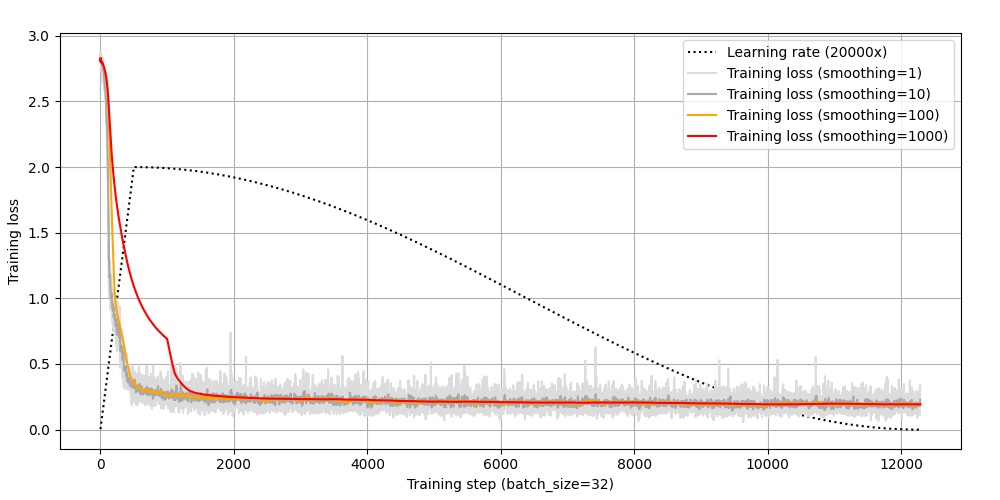 3.0
2.5
2.0
1.5
1.0
0.5
0.0
Training loss
Learning rate (20000x)
Training loss (smoothing=1)
Training loss (smoothing=10)
Training loss (smoothing=100)
Training loss (smoothing=1000)
0 2000 4000 6000 8000 10000 12000
Training step (batch_size=32)